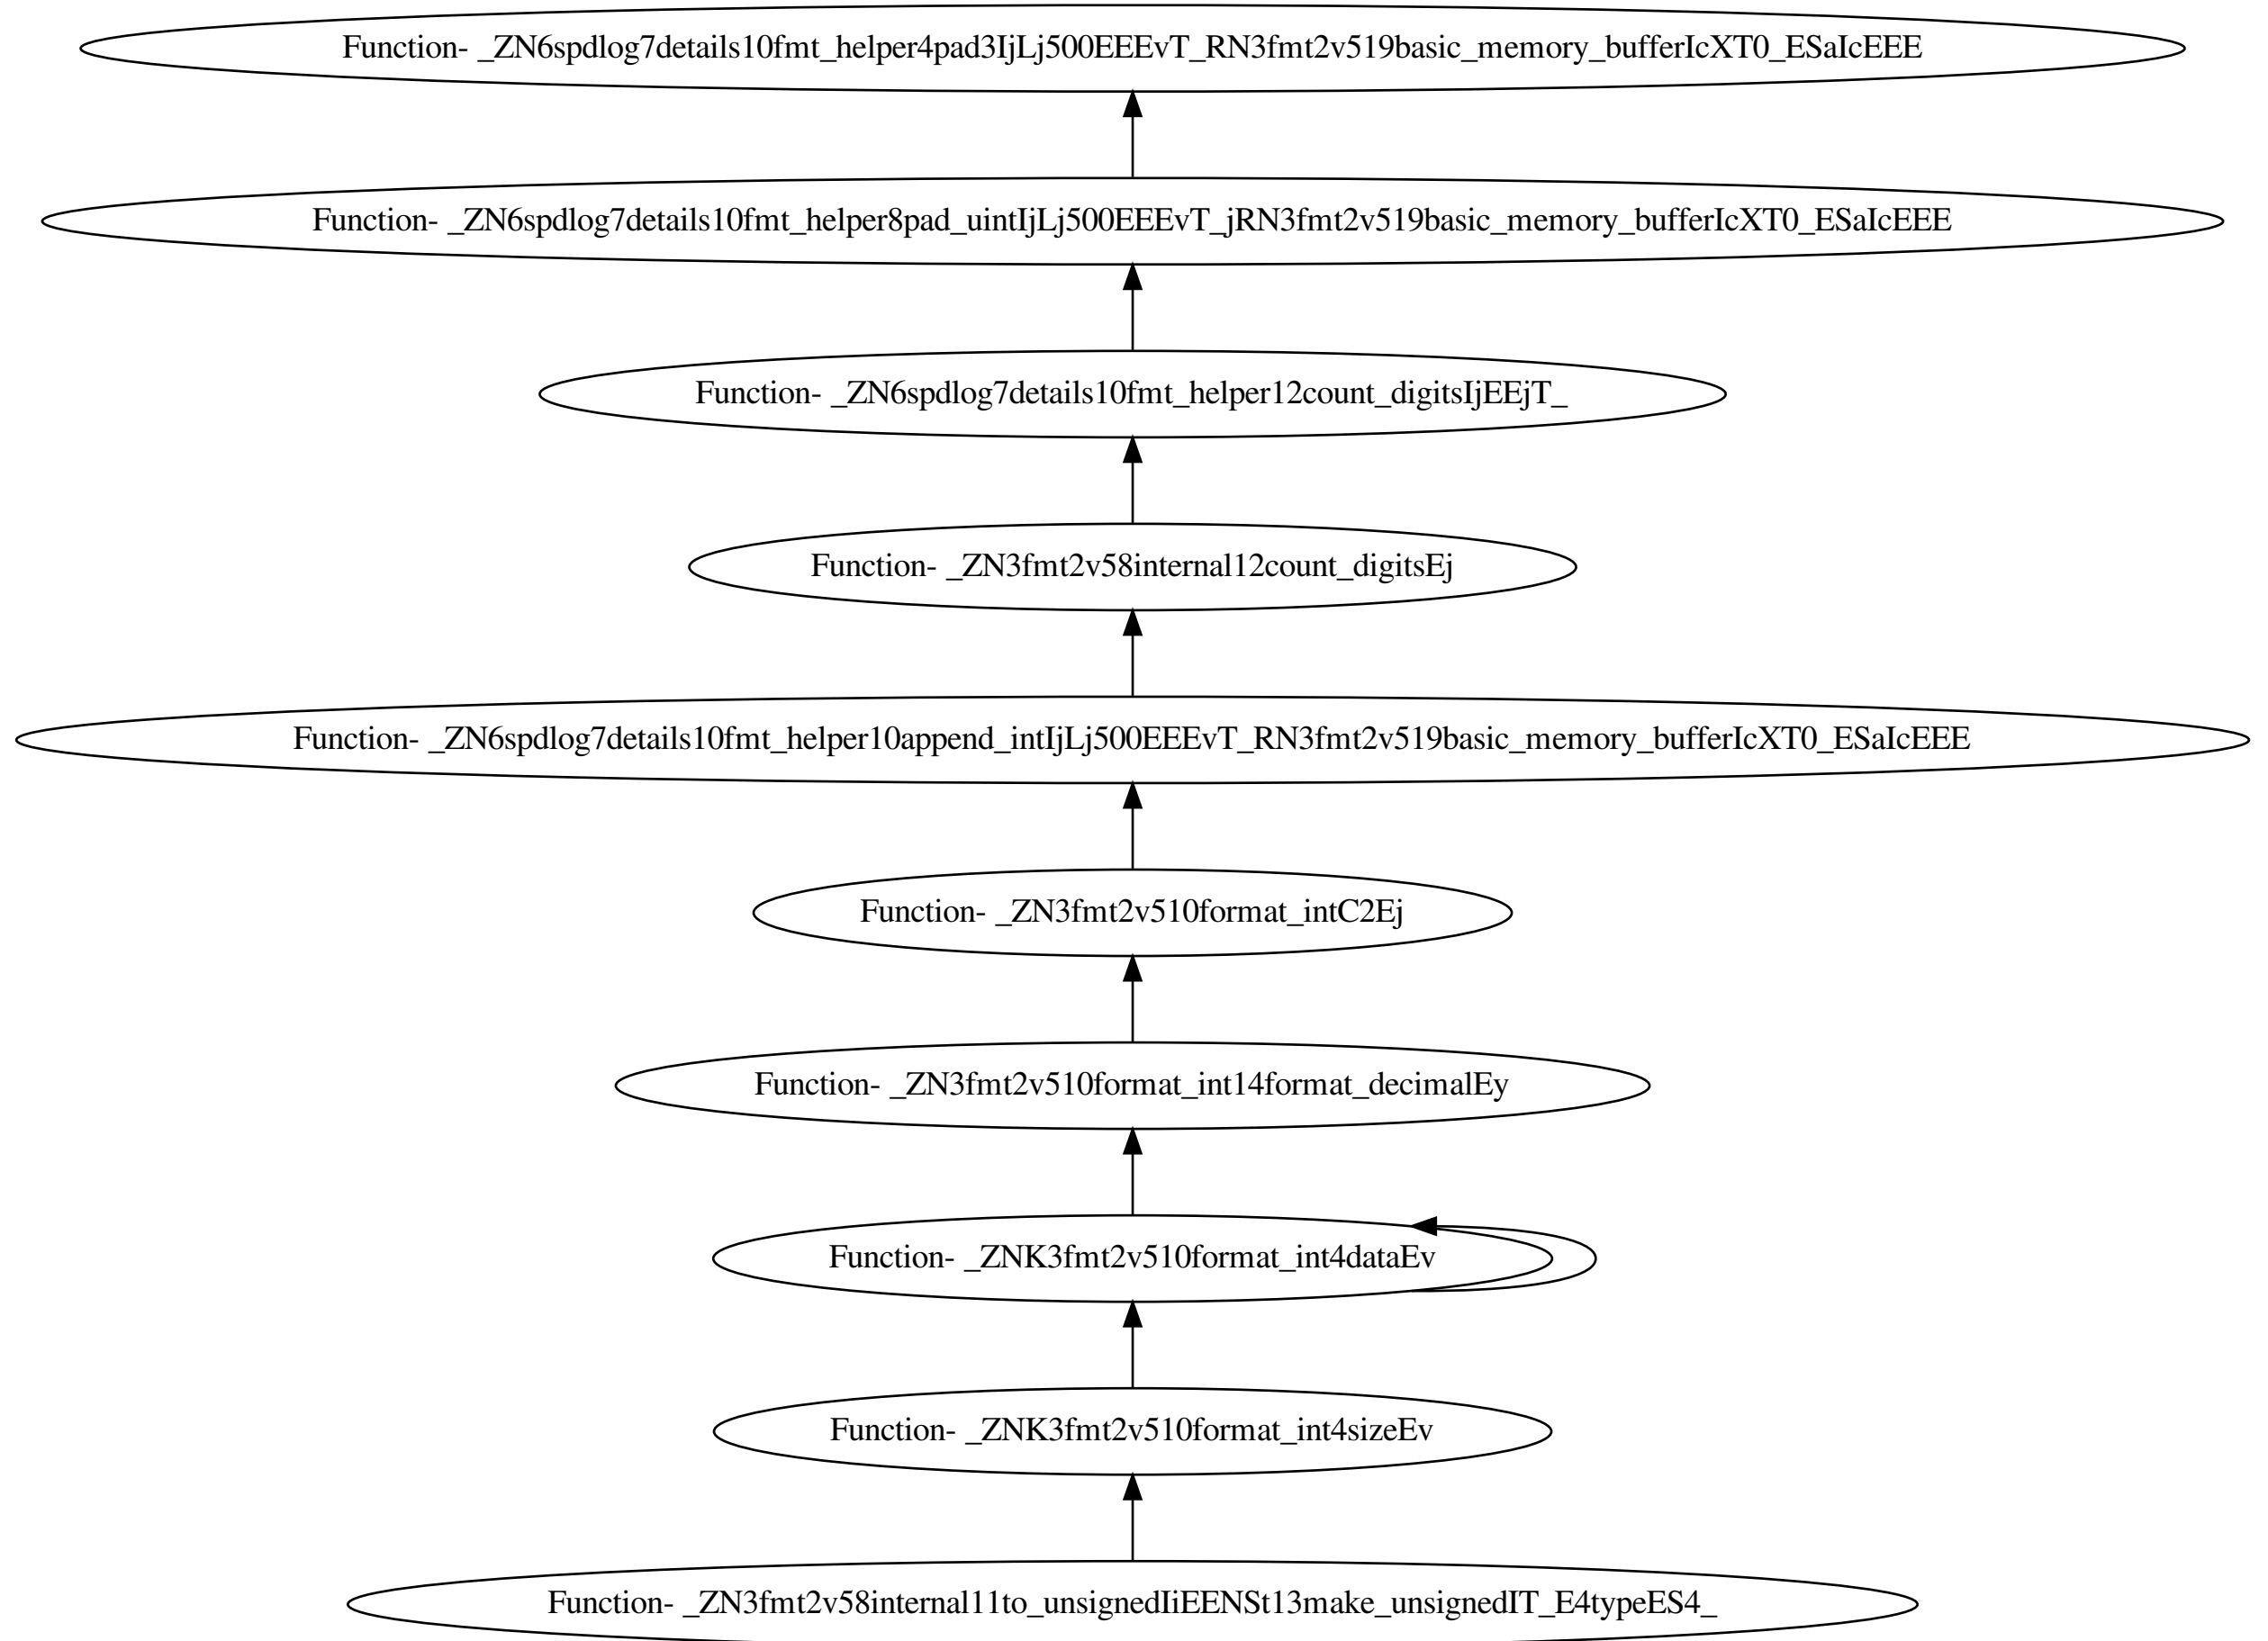 Function- _ZN6spdlog7details10fmt_helper4pad3IjLj500EEEvT_RN3fmt2v519basic_memory_bufferIcXT0_ESaIcEEE
Function- _ZN6spdlog7details10fmt_helper8pad_uintIjLj500EEEvT_jRN3fmt2v519basic_memory_bufferIcXT0_ESaIcEEE
Function- _ZN6spdlog7details10fmt_helper12count_digitsIjEEjT_
Function- _ZN3fmt2v58internal12count_digitsEj
Function- _ZN6spdlog7details10fmt_helper10append_intIjLj500EEEvT_RN3fmt2v519basic_memory_bufferIcXT0_ESaIcEEE
Function- _ZN3fmt2v510format_intC2Ej
Function- _ZN3fmt2v510format_int14format_decimalEy
Function- _ZNK3fmt2v510format_int4dataEv
Function- _ZNK3fmt2v510format_int4sizeEv
Function- _ZN3fmt2v58internal11to_unsignedIiEENSt13make_unsignedIT_E4typeES4_